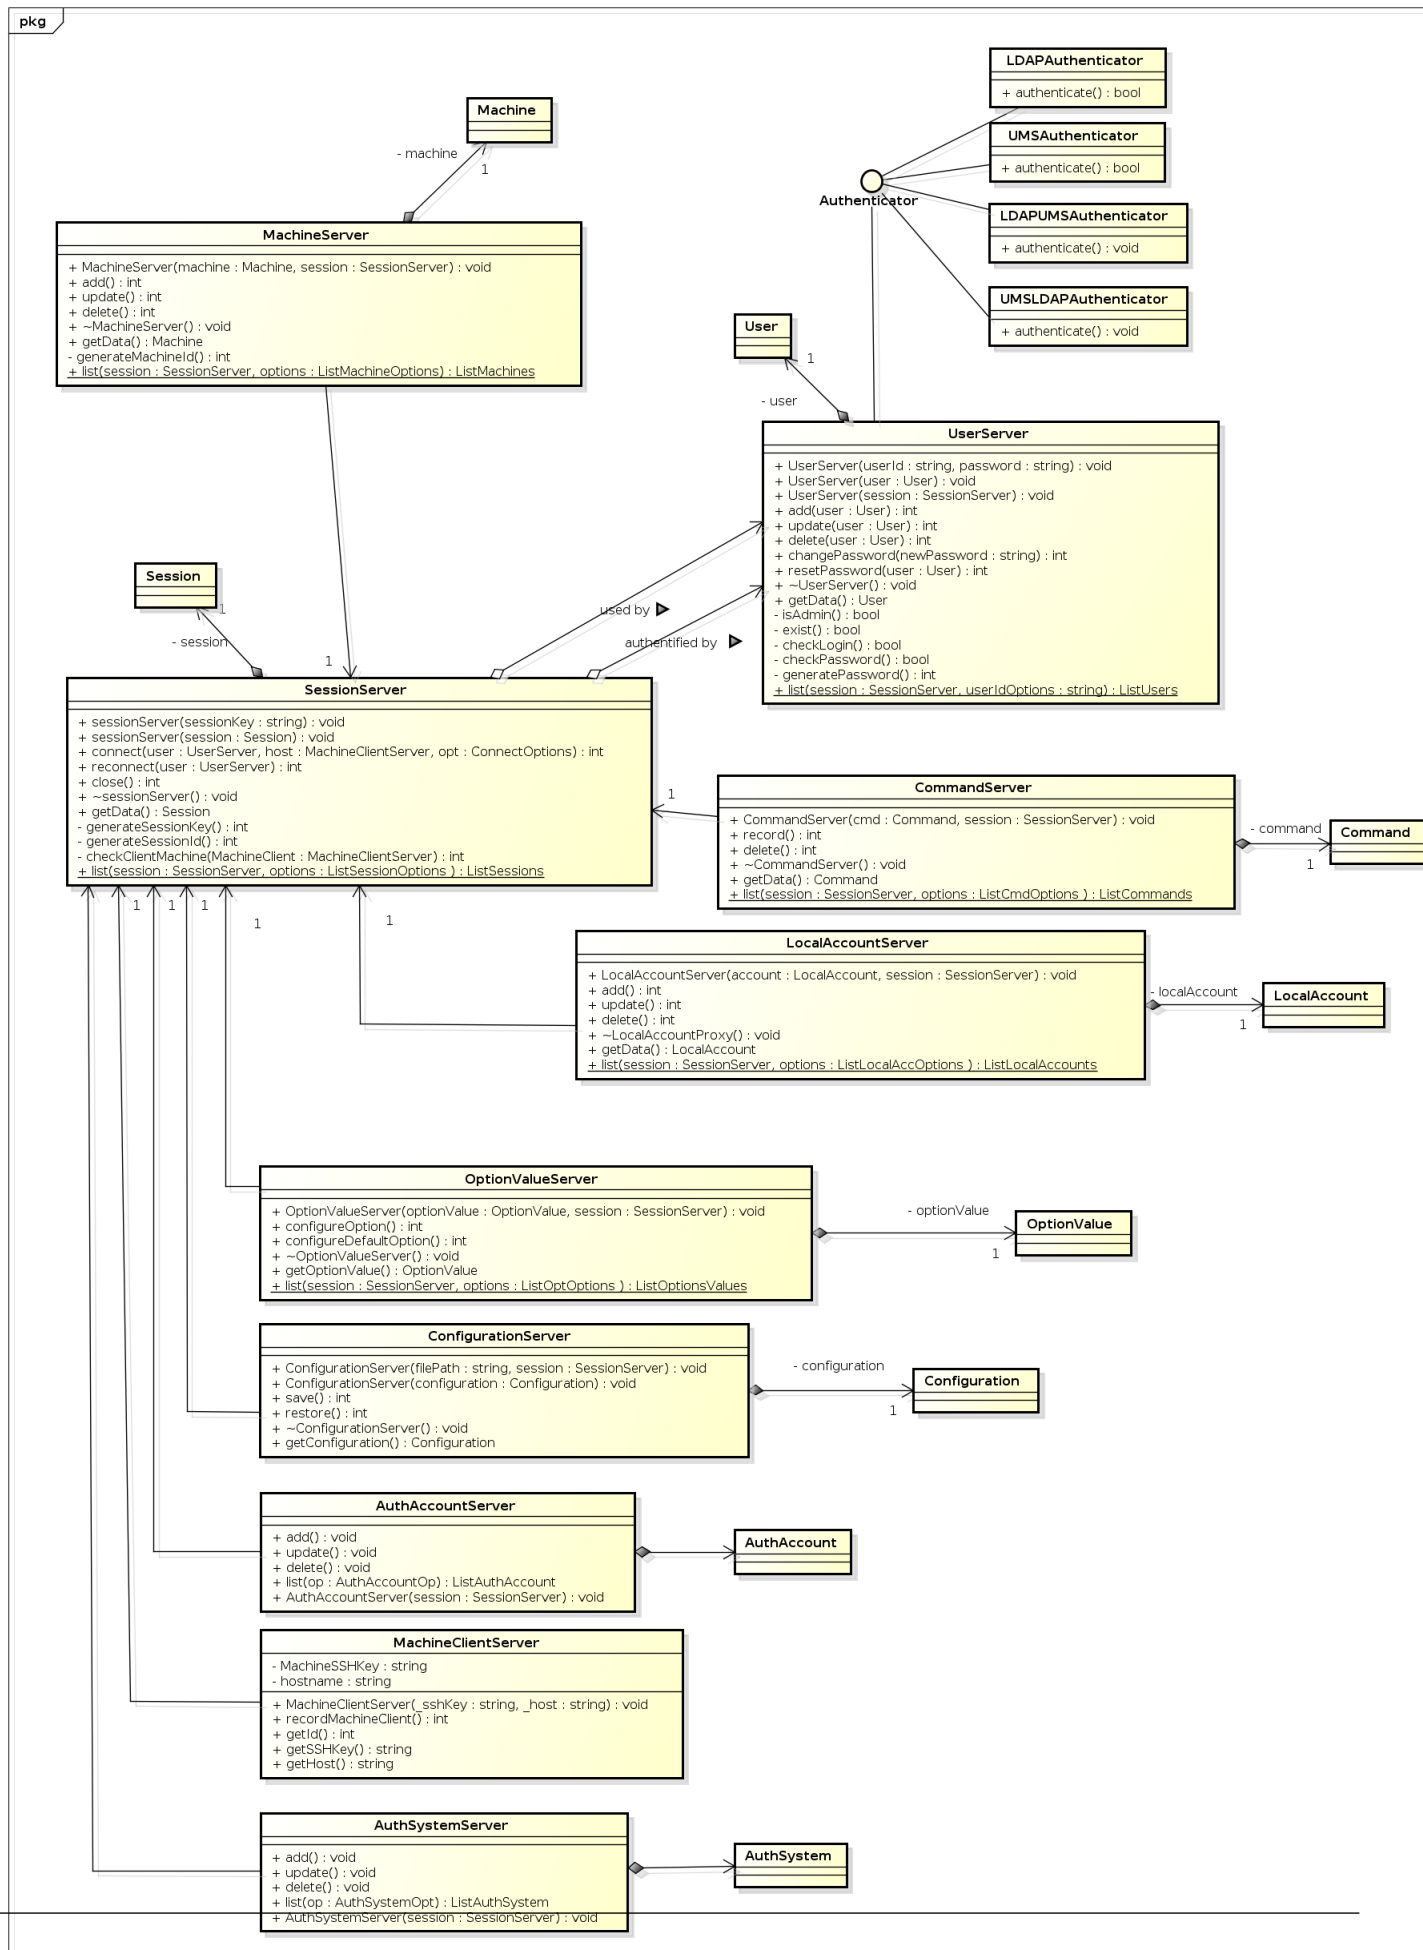 pkg
LDAPAuthenticator
+ authenticate() : bool
UMSAuthenticator
+ authenticate() : bool
Authenticator
LDAPUMSAuthenticator
+ authenticate() : void
UMSLDAPAuthenticator
+ authenticate() : void
Machine
- machine
1
MachineServer
+ MachineServer(machine : Machine, session : SessionServer) : void
+ add() : int
+ update() : int
+ delete() : int
+ ~MachineServer() : void
+ getData() : Machine
- generateMachineId() : int
+ list(session : SessionServer, options : ListMachineOptions) : ListMachines
User
1
- user
UserServer
+ UserServer(userId : string, password : string) : void
+ UserServer(user : User) : void
+ UserServer(session : SessionServer) : void
+ add(user : User) : int
+ update(user : User) : int
+ delete(user : User) : int
+ changePassword(newPassword : string) : int
+ resetPassword(user : User) : int
+ ~UserServer() : void
+ getData() : User
- isAdmin() : bool
- exist() : bool
- checkLogin() : bool
- checkPassword() : bool
- generatePassword() : int
+ list(session : SessionServer, userIdOptions : string) : ListUsers
used by
authentified by
Session
1
- session
1
SessionServer
+ sessionServer(sessionKey : string) : void
+ sessionServer(session : Session) : void
+ connect(user : UserServer, host : MachineClientServer, opt : ConnectOptions) : int
+ reconnect(user : UserServer) : int
+ close() : int
+ ~sessionServer() : void
+ getData() : Session
- generateSessionKey() : int
- generateSessionId() : int
- checkClientMachine(MachineClient : MachineClientServer) : int
+ list(session : SessionServer, options : ListSessionOptions ) : ListSessions
1
CommandServer
+ CommandServer(cmd : Command, session : SessionServer) : void
+ record() : int
+ delete() : int
+ ~CommandServer() : void
+ getData() : Command
+ list(session : SessionServer, options : ListCmdOptions ) : ListCommands
- command
1
Command
1
1
1
1
1
LocalAccountServer
+ LocalAccountServer(account : LocalAccount, session : SessionServer) : void
+ add() : int
+ update() : int
+ delete() : int
+ ~LocalAccountProxy() : void
+ getData() : LocalAccount
+ list(session : SessionServer, options : ListLocalAccOptions ) : ListLocalAccounts
- localAccount
1
LocalAccount
OptionValueServer
+ OptionValueServer(optionValue : OptionValue, session : SessionServer) : void
+ configureOption() : int
+ configureDefaultOption() : int
+ ~OptionValueServer() : void
+ getOptionValue() : OptionValue
+ list(session : SessionServer, options : ListOptOptions ) : ListOptionsValues
- optionValue
1
OptionValue
ConfigurationServer
+ ConfigurationServer(filePath : string, session : SessionServer) : void
+ ConfigurationServer(configuration : Configuration) : void
+ save() : int
+ restore() : int
+ ~ConfigurationServer() : void
+ getConfiguration() : Configuration
- configuration
1
Configuration
AuthAccountServer
+ add() : void
+ update() : void
+ delete() : void
+ list(op : AuthAccountOp) : ListAuthAccount
+ AuthAccountServer(session : SessionServer) : void
AuthAccount
MachineClientServer
- MachineSSHKey : string
- hostname : string
+ MachineClientServer(_sshKey : string, _host : string) : void
+ recordMachineClient() : int
+ getId() : int
+ getSSHKey() : string
+ getHost() : string
AuthSystemServer
+ add() : void
+ update() : void
+ delete() : void
+ list(op : AuthSystemOpt) : ListAuthSystem
+ AuthSystemServer(session : SessionServer) : void
AuthSystem